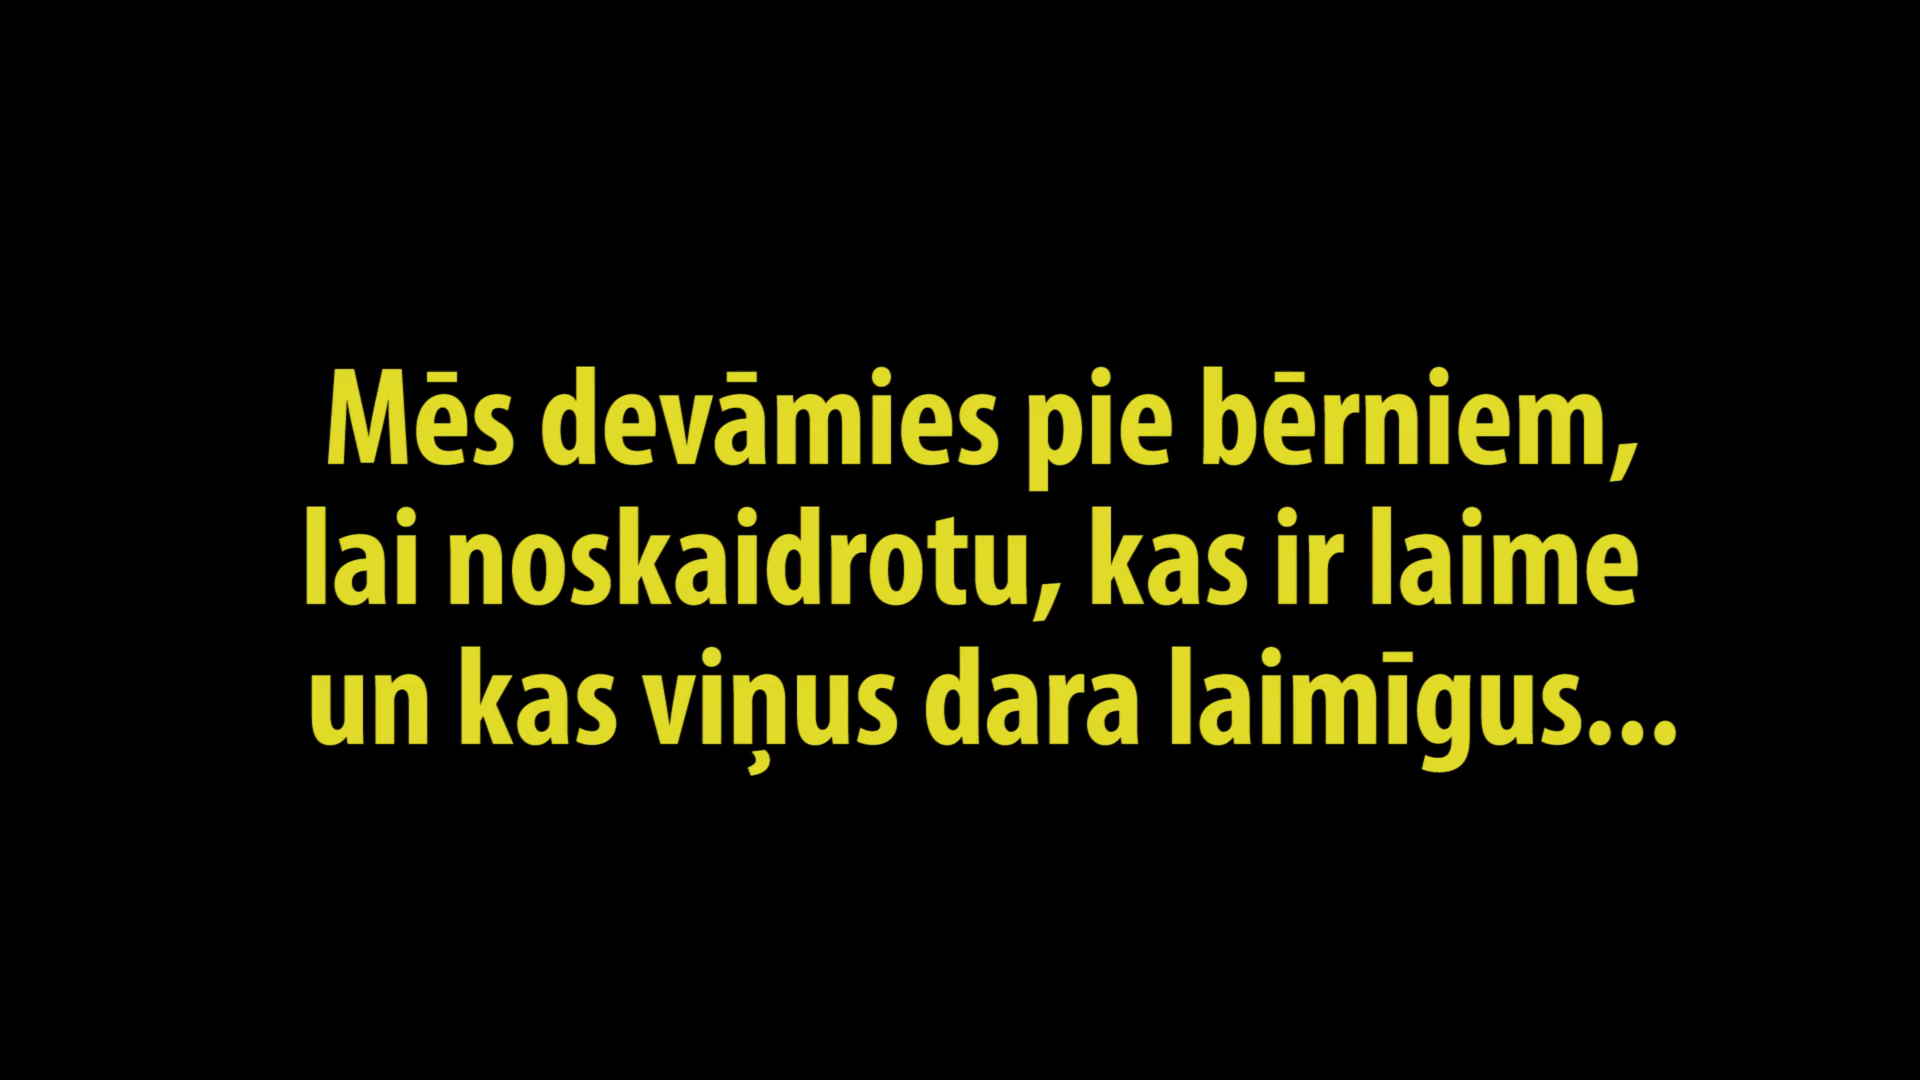 Mēs devāmies pie bērniem,
lai noskaidrotu, kas ir laime
un kas viņus dara laimīgus...